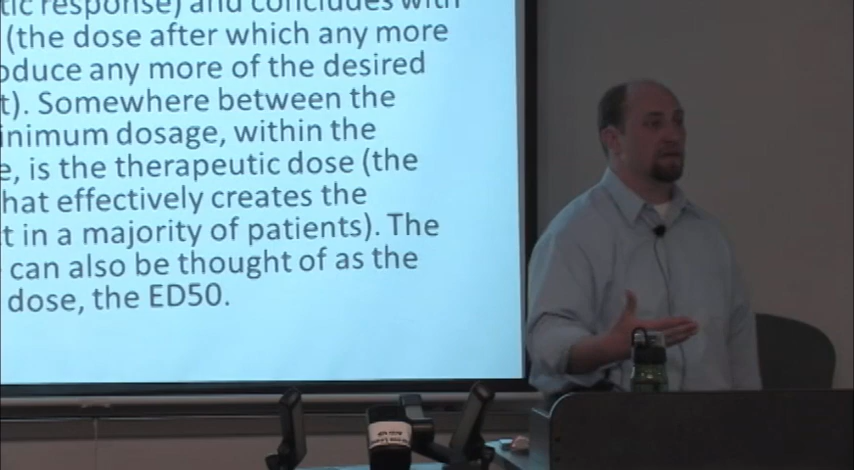 tic response) and concludes with
(the dose after which any more
oduce any more of the desired
t). Somewhere between the
inimum dosage, within the
e, is the therapeutic dose (the
hat effectively creates the
t in a majority of patients). The
can also be thought of as the
dose, the ED50.